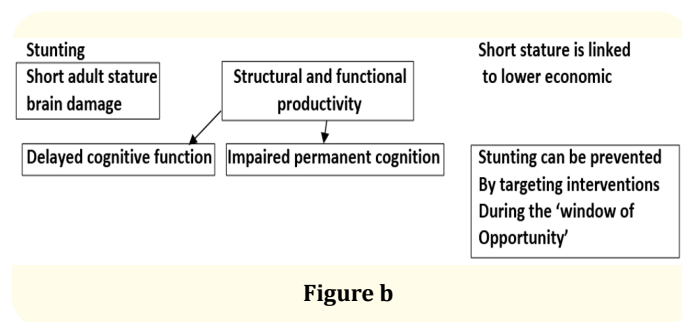 Stunting
Short adult stature
brain damage
Structural and functional
productivity
Short stature is linked
to lower economic
Delayed cognitive function
Impaired permanent cognition
Stunting can be prevented
By targeting interventions
During the ‘window of
Opportunity’
Figure b